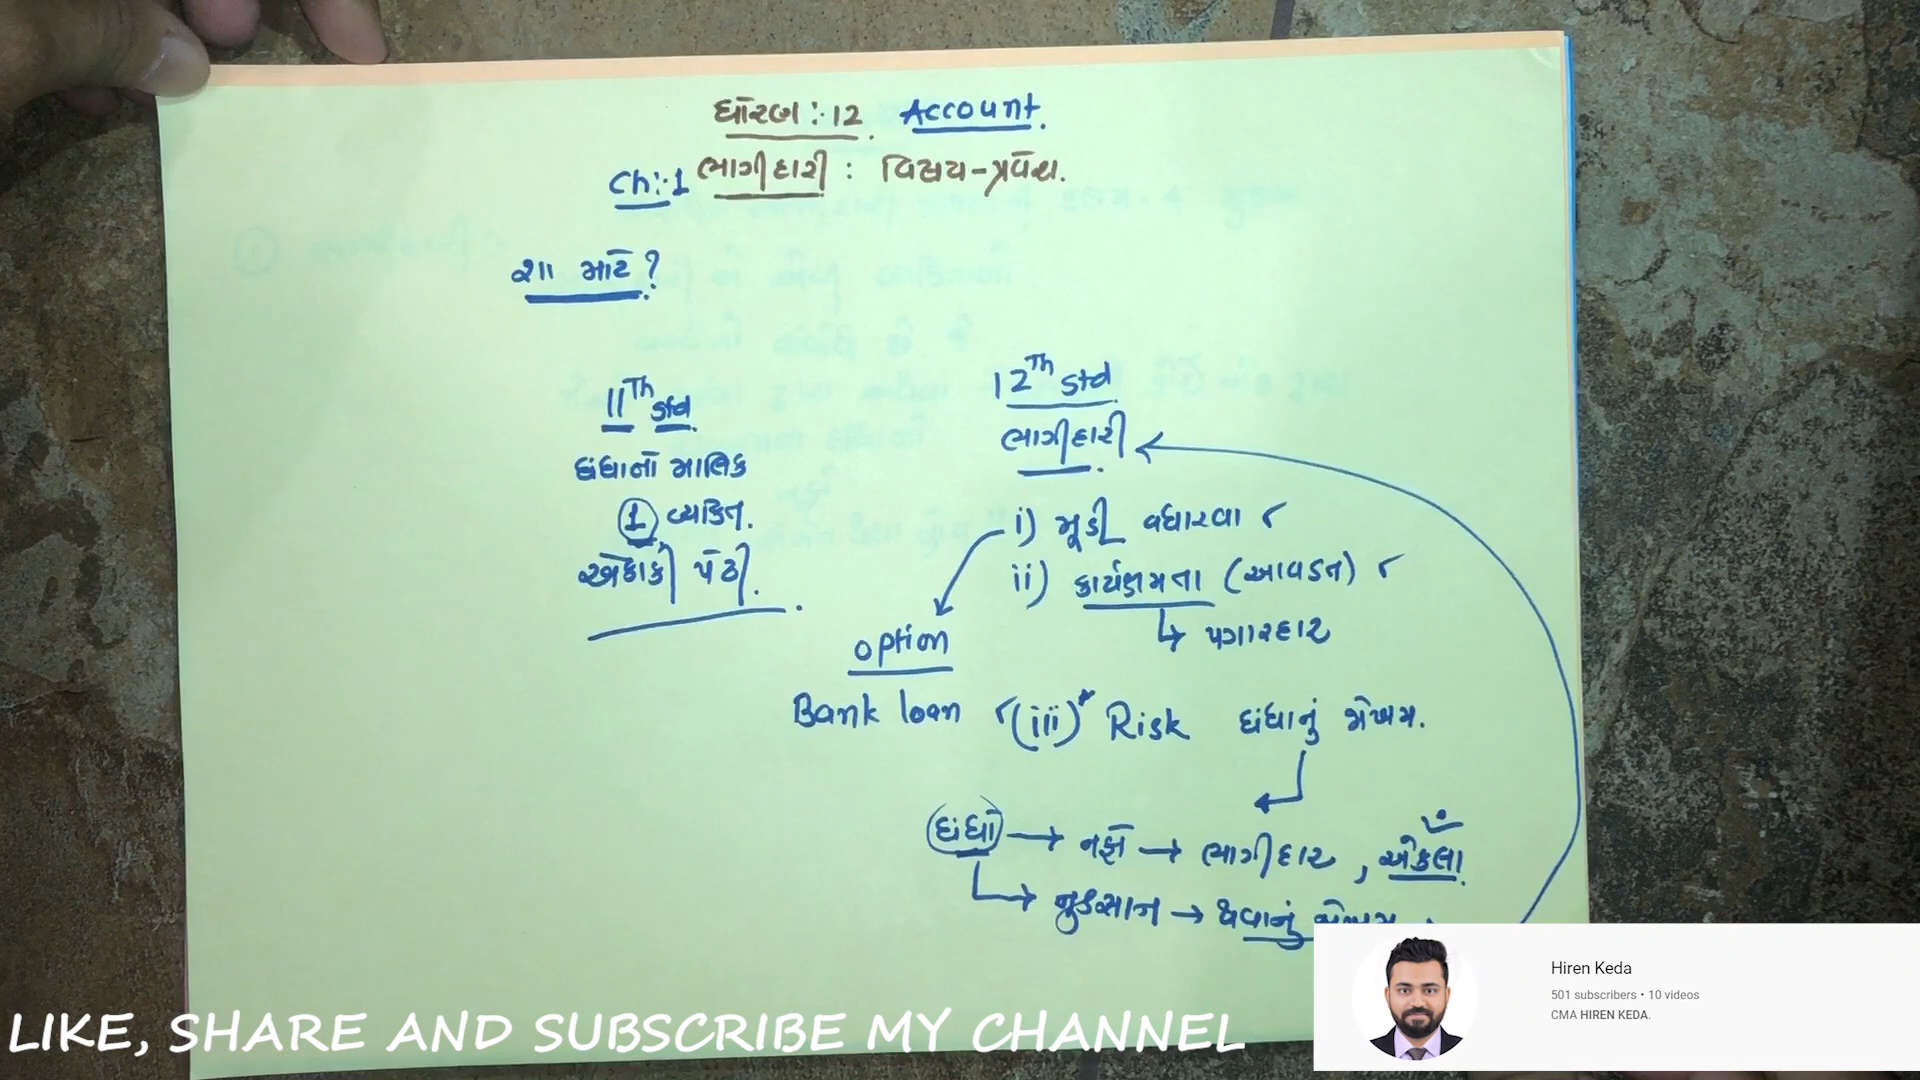 ધોરણ :- 12 Account.
Ch:-1 ભાગીદારી : વિષય-પ્રવેશ.
શા માટે ?
11Th std.
ધંધાનો માલિક
1 વ્યકિત.
એકાકી પેઢી.
12Th std
ભાગીદારી
i) મૂડી વધારવા
ii) કાર્યક્ષમતા (આવડત)
↳ પગારદાર
option
Bank loan
(iii) Risk ધંધાનું જોખમ.
ધંધો → નફો → ભાગીદાર, એકલો.
↳ નુકસાન → થવાનું જોખમ
Hiren Keda
501 subscribers • 10 videos
CMA HIREN KEDA.
LIKE, SHARE AND SUBSCRIBE MY CHANNEL